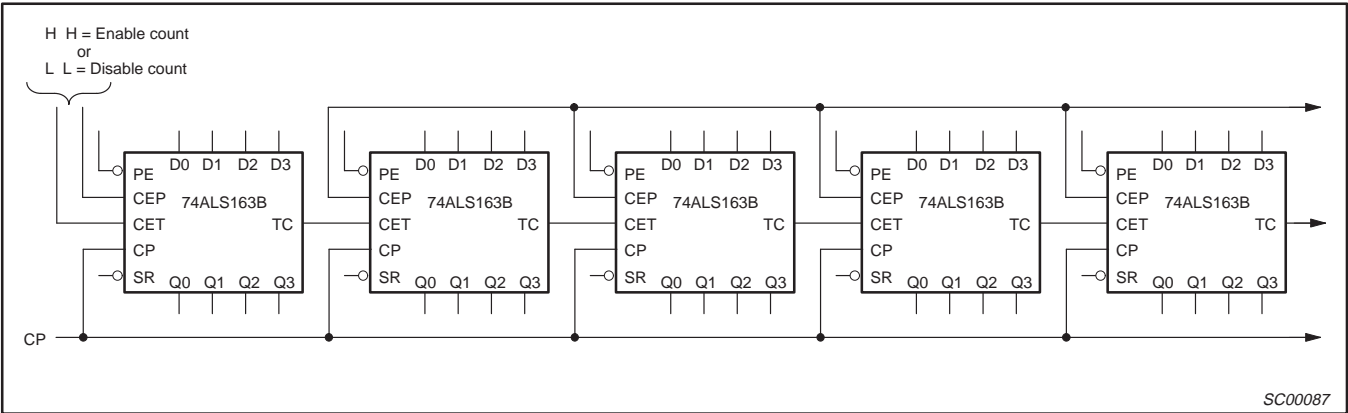 H H = Enable count
or
L L = Disable count
D0 D1 D2 D3
PE
CEP 74ALS163B
CET TC
CP
SR Q0 Q1 Q2 Q3
D0 D1 D2 D3
PE
CEP 74ALS163B
CET TC
CP
SR Q0 Q1 Q2 Q3
D0 D1 D2 D3
PE
CEP 74ALS163B
CET TC
CP
SR Q0 Q1 Q2 Q3
D0 D1 D2 D3
PE
CEP 74ALS163B
CET TC
CP
SR Q0 Q1 Q2 Q3
D0 D1 D2 D3
PE
CEP 74ALS163B
CET TC
CP
SR Q0 Q1 Q2 Q3
CP
SC00087